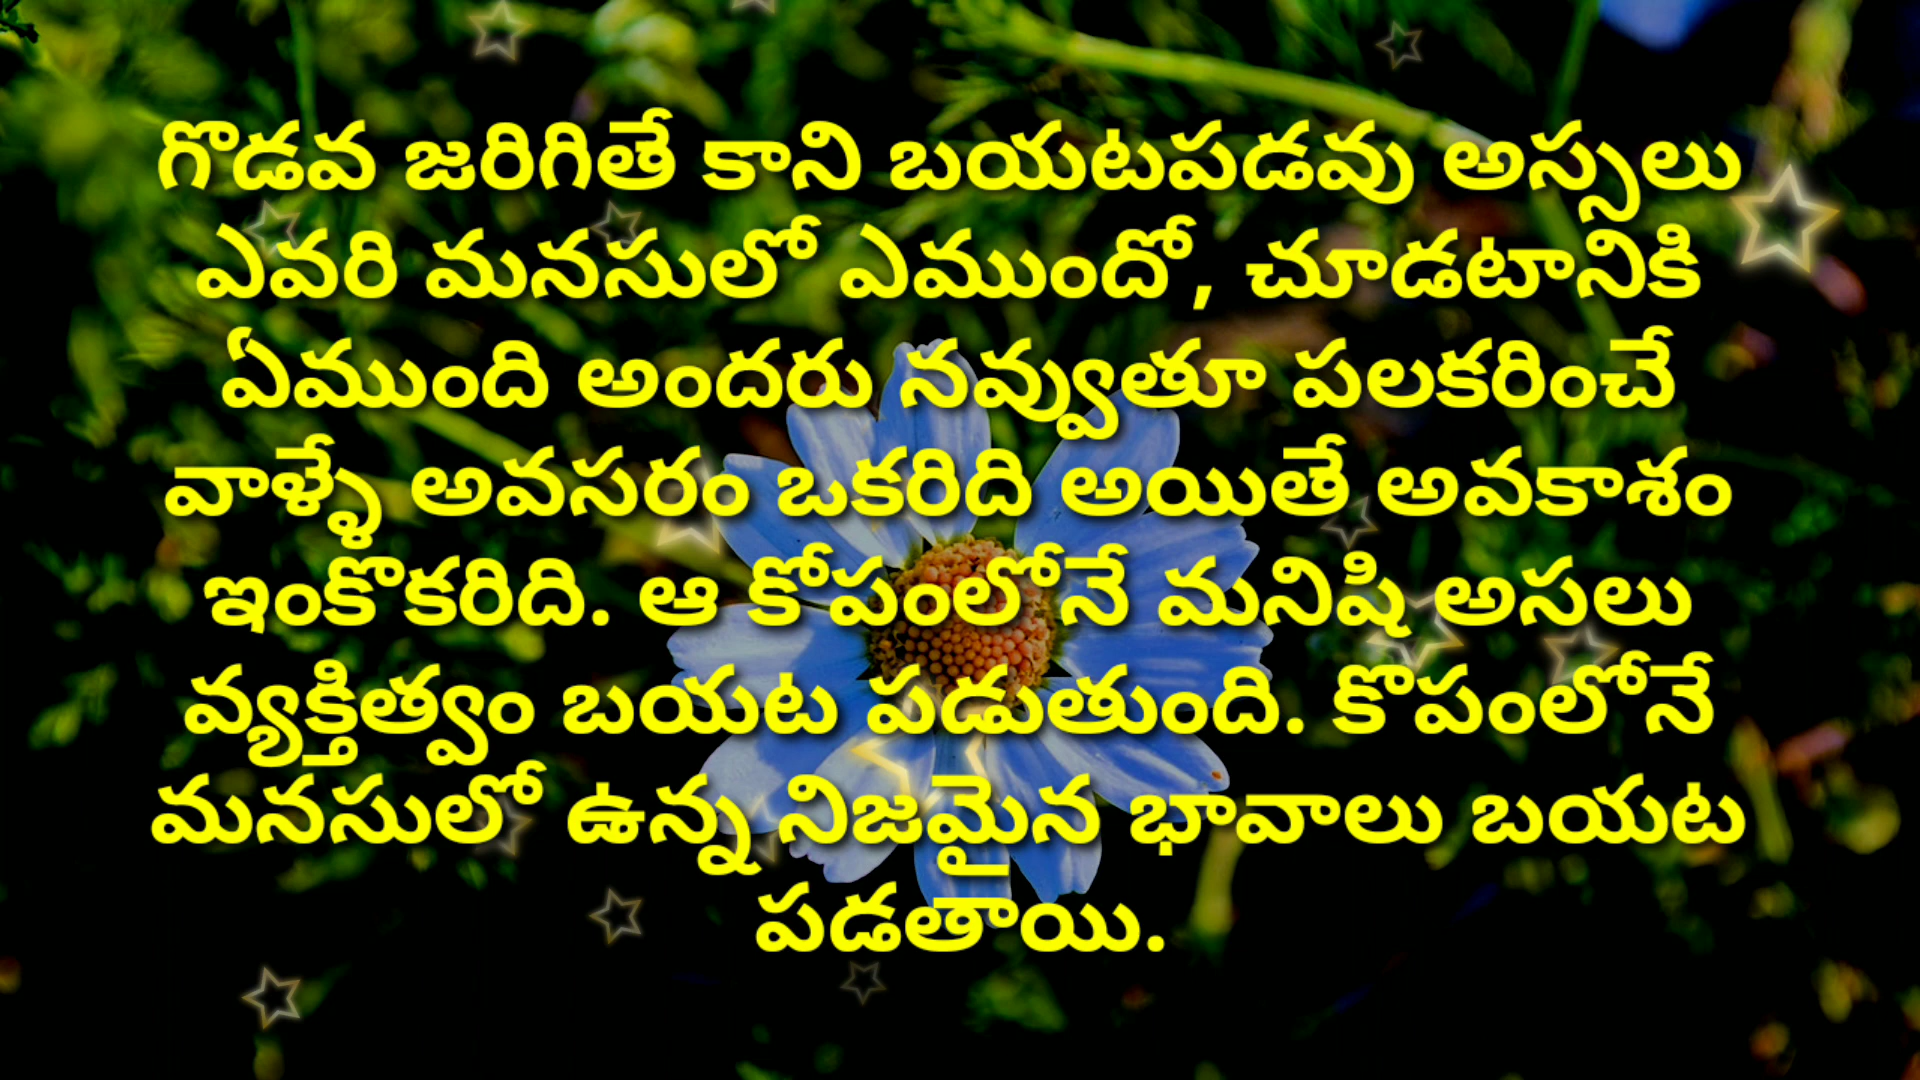 గొడవ జరిగితే కాని బయటపడవు అస్సలు
ఎవరి మనసులో ఎముందో, చూడటానికి
ఏముంది అందరు నవ్వుతూ పలకరించే
వాళ్ళే అవసరం ఒకరిది అయితే అవకాశం
ఇంకొకరిది. ఆ కోపంలోనే మనిషి అసలు
వ్యక్తిత్వం బయట పడుతుంది. కొపంలోనే
మనసులో ఉన్న నిజమైన భావాలు బయట
పడతాయి.